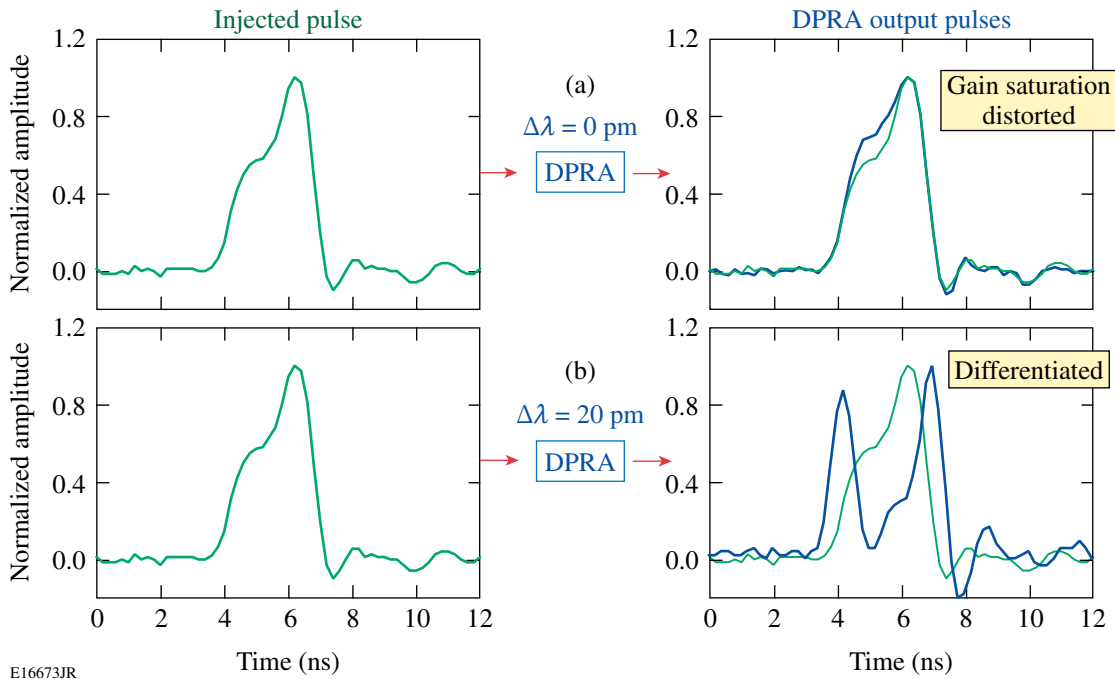 Injected pulse
DPRA output pulses
Normalized amplitude
1.2
0.8
0.4
0.0
(a)
Δλ = 0 pm
DPRA
1.2
0.8
0.4
0.0
Gain saturation
distorted
Normalized amplitude
1.2
0.8
0.4
0.0
0 2 4 6 8 10 12
Time (ns)
(b)
Δλ = 20 pm
DPRA
1.2
0.8
0.4
0.0
Differentiated
0 2 4 6 8 10 12
Time (ns)
E16673JR